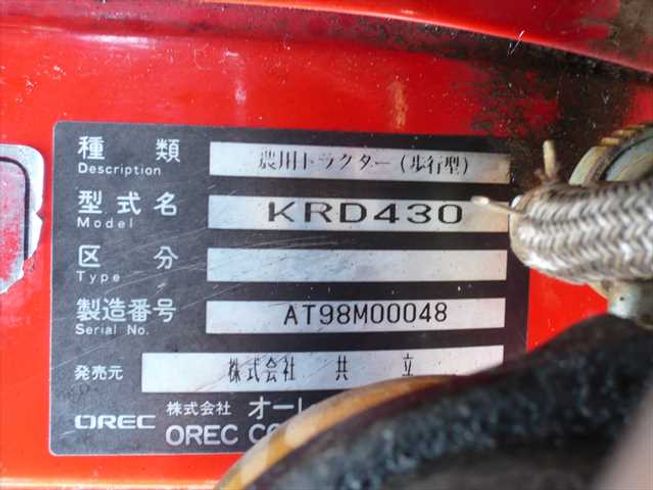 種類 農用トラクター(歩行型)
Description
型式名 KRD430
Model
区分
Type
製造番号 AT98M00048
Serial No.
発売元 株式会社 共立
OREC 株式会社 オーレ
OREC CO